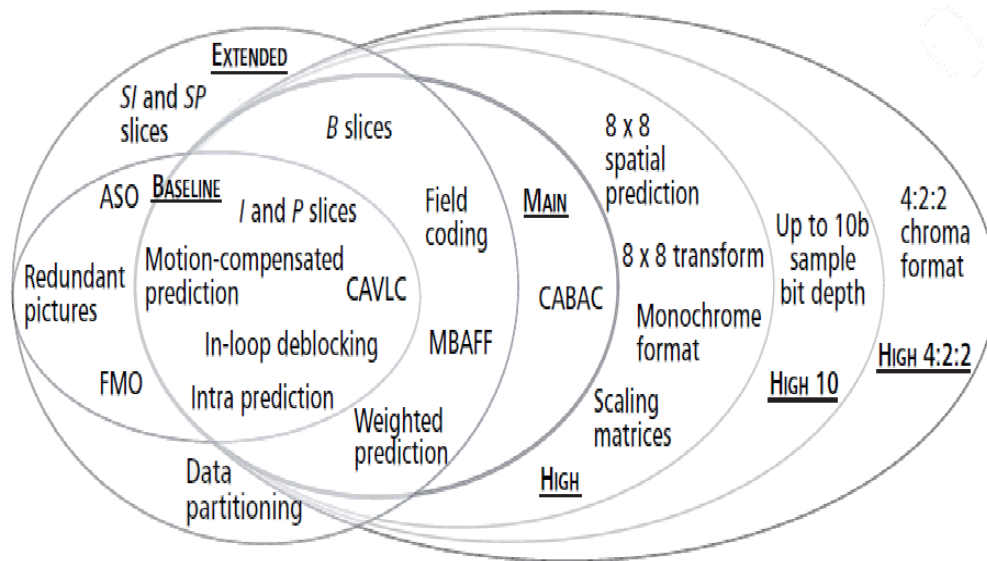 EXTENDED
SI and SP
slices
B slices
8 x 8
spatial
prediction
ASO
BASELINE
I and P slices
Field
coding
MAIN
4:2:2
chroma
format
Redundant
pictures
Motion-compensated
prediction
CAVLC
8 x 8 transform
Up to 10b
sample
bit depth
CABAC
Monochrome
format
In-loop deblocking
MBAFF
FMO
Intra prediction
Weighted
prediction
Scaling
matrices
HIGH 10
HIGH 4:2:2
Data
partitioning
HIGH